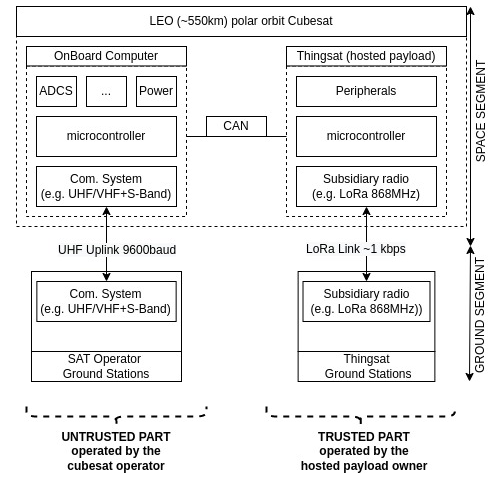 LEO (~550km) polar orbit Cubesat
OnBoard Computer
ADCS
...
Power
microcontroller
Com. System
(e.g. UHF/VHF+S-Band)
CAN
Thingsat (hosted payload)
Peripherals
microcontroller
Subsidiary radio
(e.g. LoRa 868MHz)
SPACE SEGMENT
UHF Uplink 9600baud
LoRa Link ~1 kbps
Com. System
(e.g. UHF/VHF+S-Band)
SAT Operator
Ground Stations
Subsidiary radio
(e.g. LoRa 868MHz))
Thingsat
Ground Stations
GROUND SEGMENT
UNTRUSTED PART
operated by the
cubesat operator
TRUSTED PART
operated by the
hosted payload owner